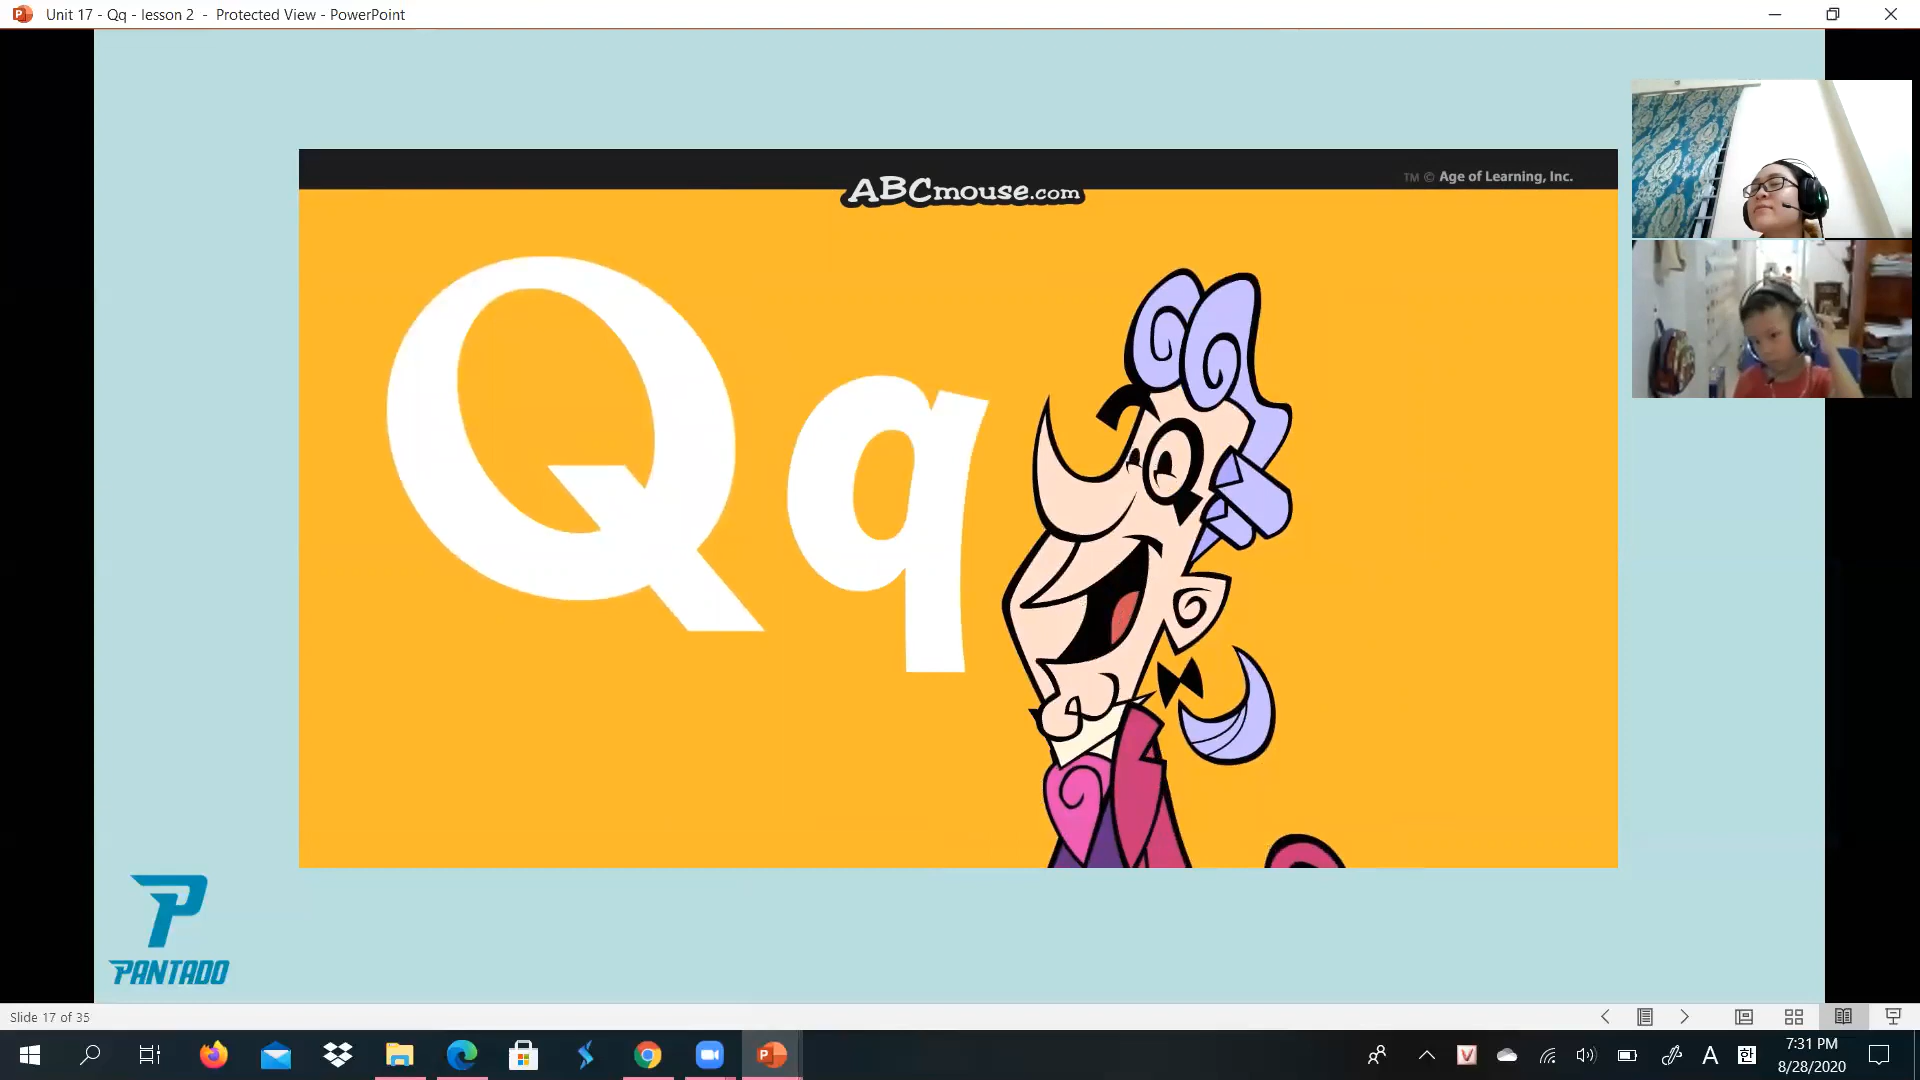 Unit 17 - Qq - lesson 2 - Protected View - PowerPoint
ABCmouse.com
TM © Age of Learning, Inc.
Qq
PANTADO
Slide 17 of 35
A 한
7:31 PM
8/28/2020